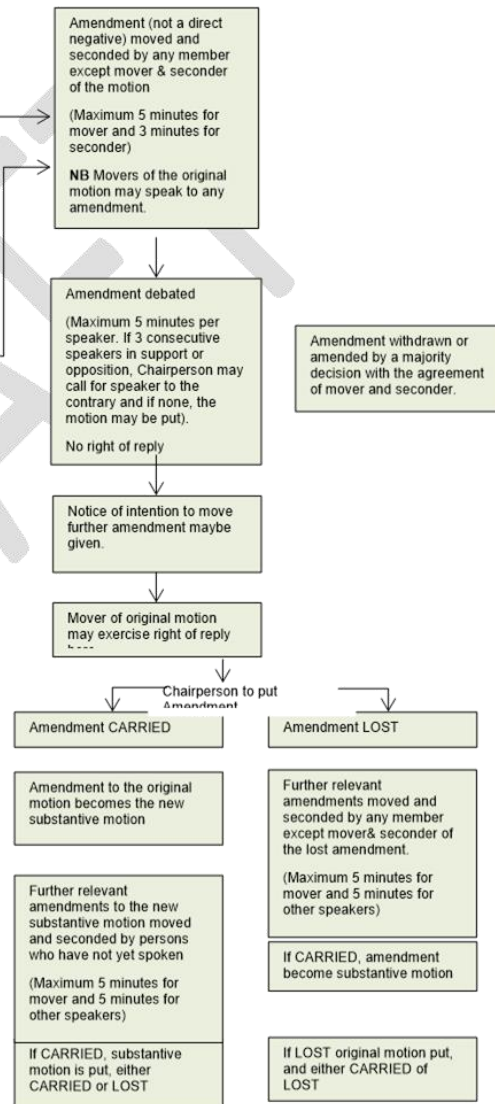 Amendment (not a direct
negative) moved and
seconded by any member
except mover & seconder
of the motion
(Maximum 5 minutes for
mover and 3 minutes for
seconder)
NB Movers of the original
motion may speak to any
amendment.
Amendment debated
(Maximum 5 minutes per
speaker. If 3 consecutive
speakers in support or
opposition, Chairperson may
call for speaker to the
contrary and if none, the
motion may be put).
No right of reply
Amendment withdrawn or
amended by a majority
decision with the agreement
of mover and seconder.
Notice of intention to move
further amendment maybe
given.
Mover of original motion
may exercise right of reply
Chairperson to put
Amendment
Amendment CARRIED
Amendment to the original
motion becomes the new
substantive motion
Further relevant
amendments to the new
substantive motion moved
and seconded by persons
who have not yet spoken
(Maximum 5 minutes for
mover and 5 minutes for
other speakers)
If CARRIED, substantive
motion is put, either
CARRIED or LOST
Amendment LOST
Further relevant
amendments moved and
seconded by any member
except mover& seconder of
the lost amendment.
(Maximum 5 minutes for
mover and 5 minutes for
other speakers)
If CARRIED, amendment
become substantive motion
If LOST original motion put,
and either CARRIED of
LOST